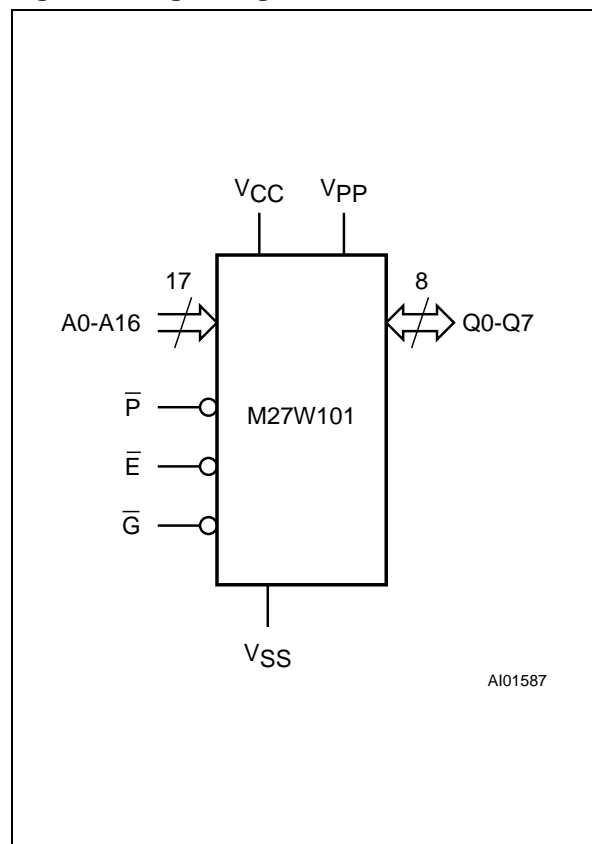 VCC VPP
17 8
A0-A16 Q0-Q7
P̅
M27W101
E̅
G̅
VSS
AI01587